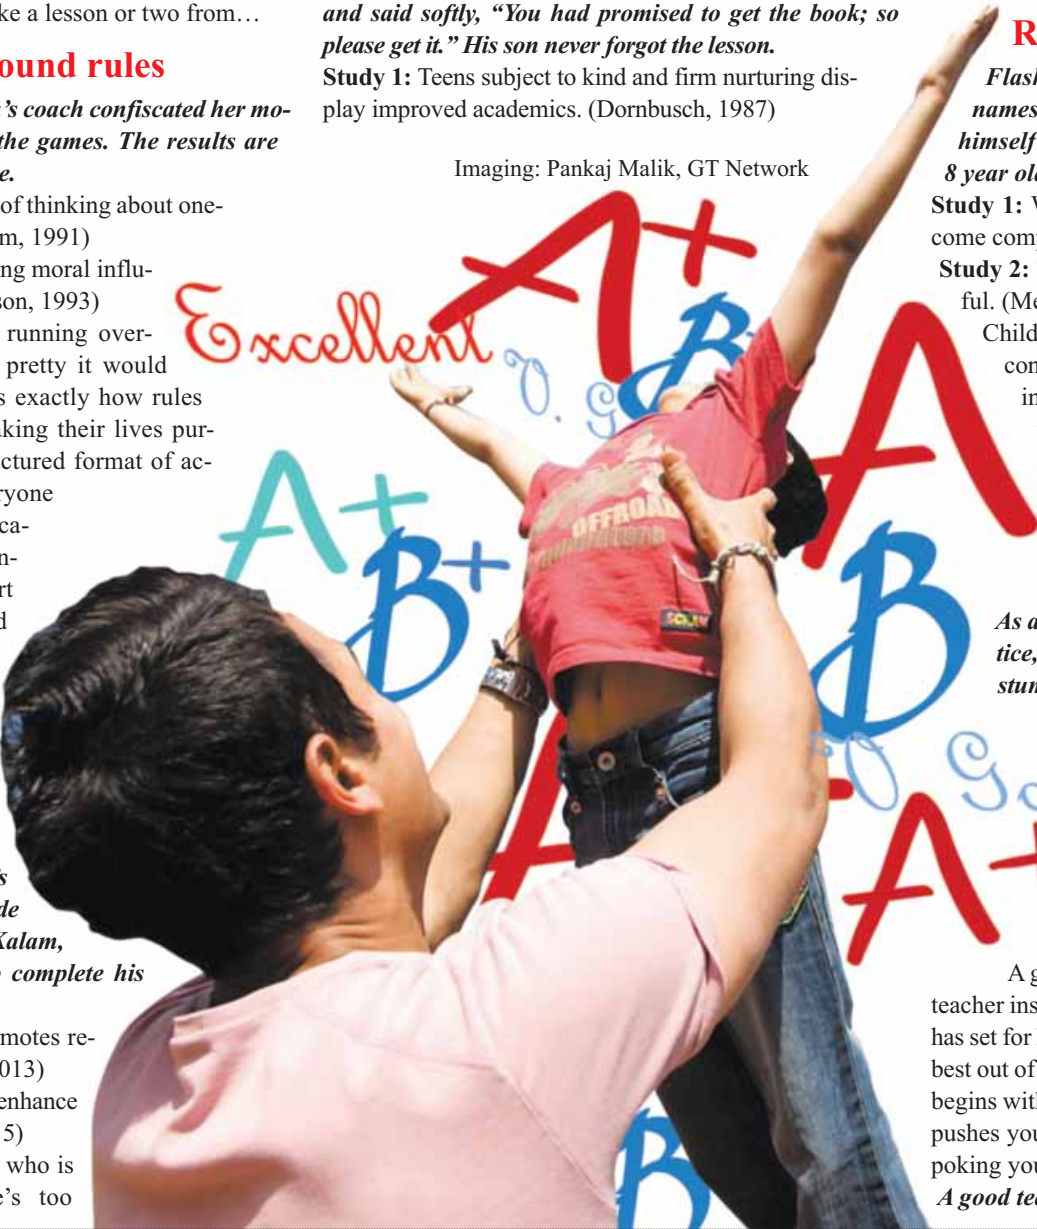 ke a lesson or two from…
ound rules
's coach confiscated her mo-
the games. The results are
e.
of thinking about one-
m, 1991)
ng moral influ-
son, 1993)
running over-
pretty it would
s exactly how rules
king their lives pur-
ctured format of ac-
ryone
ca-
n-
rt
d
's
de
Kalam,
complete his
motes re-
013)
enhance
5)
who is
e's too
and said softly, “You had promised to get the book; so
please get it.” His son never forgot the lesson.
Study 1: Teens subject to kind and firm nurturing dis-
play improved academics. (Dornbusch, 1987)
Imaging: Pankaj Malik, GT Network
Excellent
A+
V. G
B
A+
B+
OFFROAD
A
B
V Go
A+
A
B
R
Flash
names
himself
8 year old
Study 1: W
come comp
Study 2:
ful. (Me
Child
con
in
As a
tice,
stun
A g
teacher ins
has set for
best out of
begins with
pushes you
poking you
A good tea